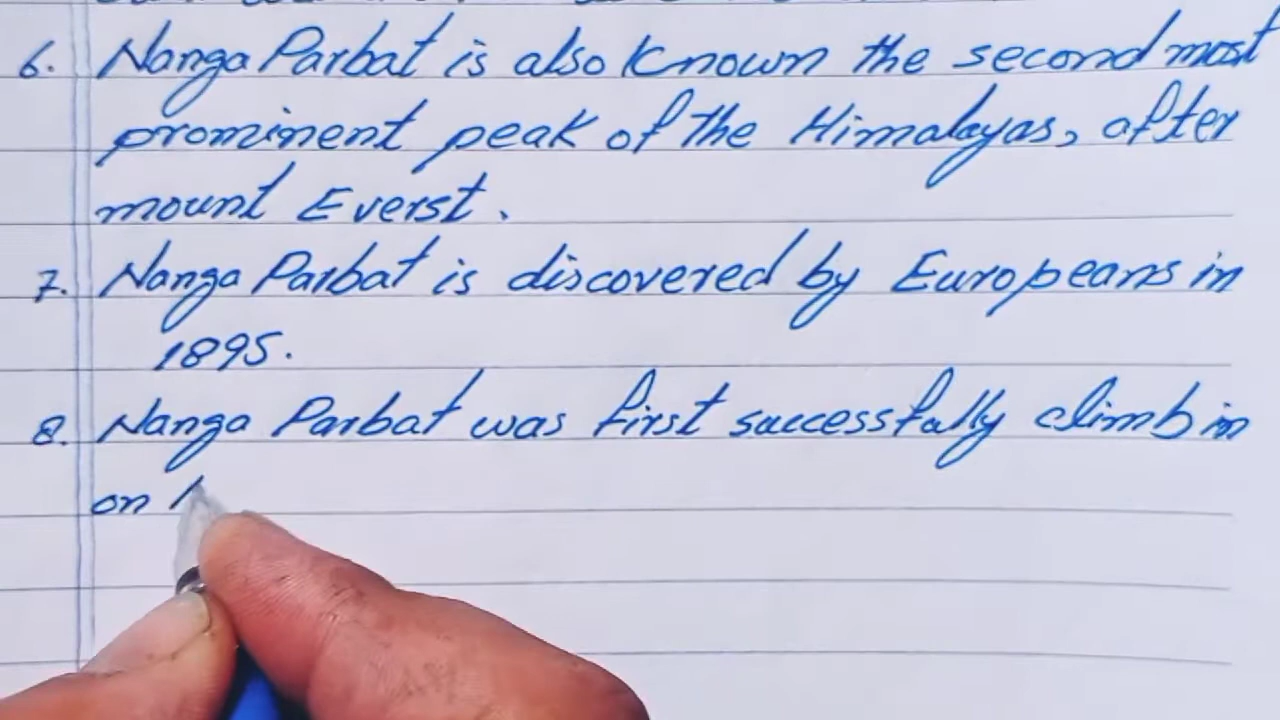 6. Nanga Parbat is also known the second most
prominent peak of the Himalayas, after
mount Everst.
7. Nanga Parbat is discovered by Europeans in
1895.
8. Nanga Parbat was first successfully climb in
on